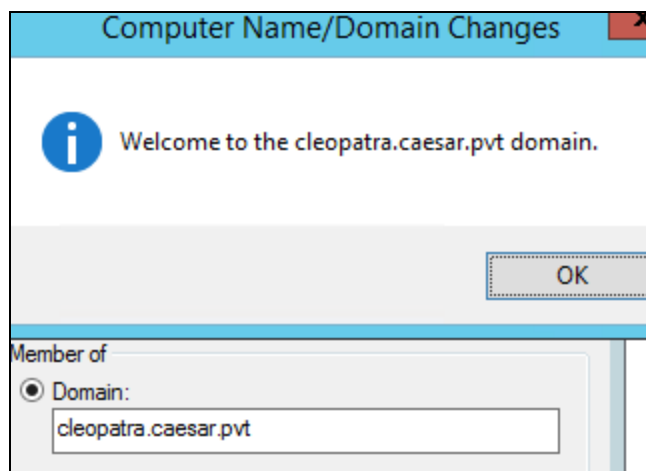 Computer Name/Domain Changes
Welcome to the cleopatra.caesar.pvt domain.
OK
Member of
Domain:
cleopatra.caesar.pvt